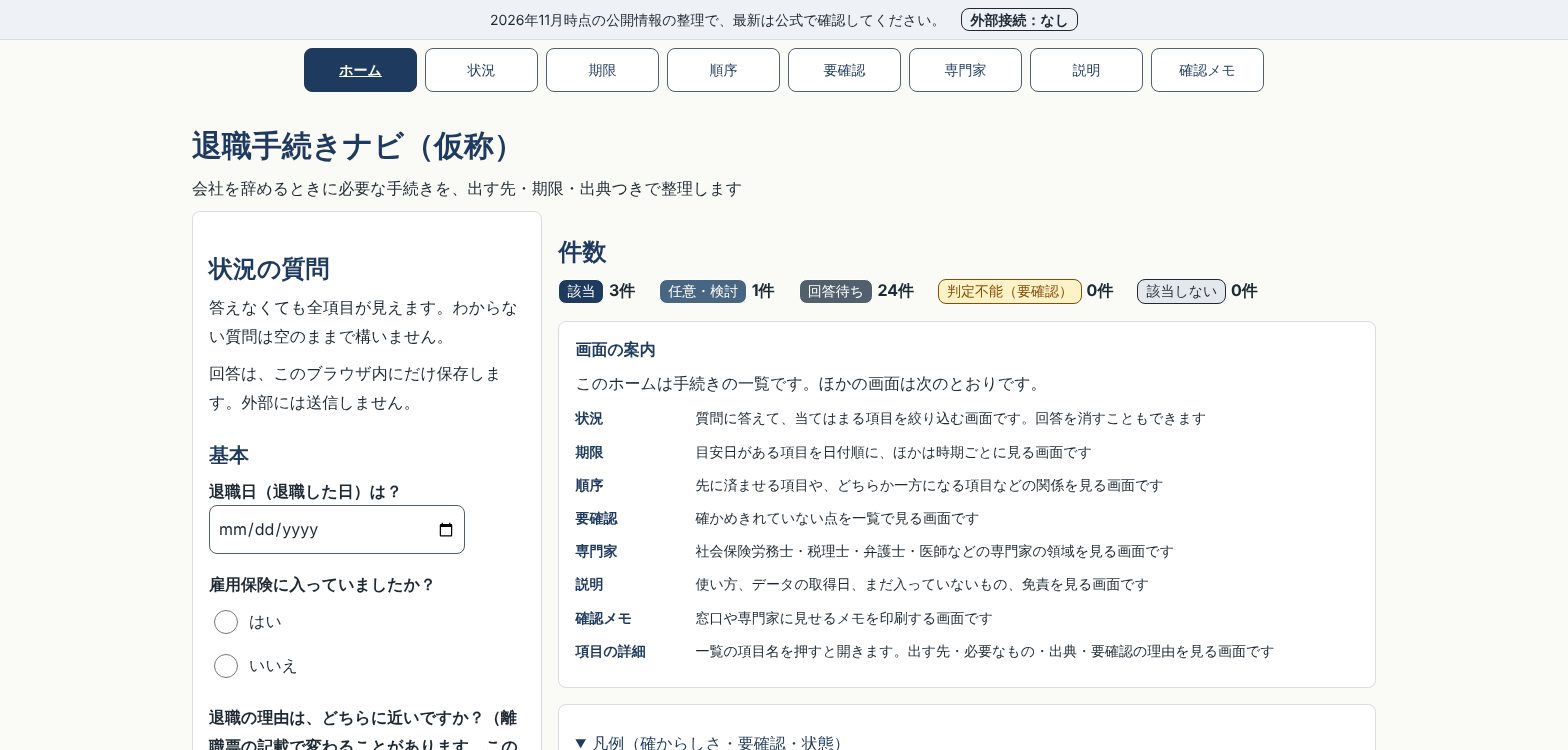 2026年11月時点の公開情報の整理で、最新は公式で確認してください。 外部接続：なし
ホーム 状況 期限 順序 要確認 専門家 説明 確認メモ
退職手続きナビ（仮称）
会社を辞めるときに必要な手続きを、出す先・期限・出典つきで整理します
状況の質問
答えなくても全項目が見えます。わからな
い質問は空のままで構いません。
回答は、このブラウザ内にだけ保存しま
す。外部には送信しません。
基本
退職日（退職した日）は？
mm/dd/yyyy
雇用保険に入っていましたか？
はい
いいえ
退職の理由は、どちらに近いですか？（離
職票の記載で変わることがあります。この
件数
該当 3件 任意・検討 1件 回答待ち 24件 判定不能（要確認） 0件 該当しない 0件
画面の案内
このホームは手続きの一覧です。ほかの画面は次のとおりです。
状況 質問に答えて、当てはまる項目を絞り込む画面です。回答を消すこともできます
期限 目安日がある項目を日付順に、ほかは時期ごとに見る画面です
順序 先に済ませる項目や、どちらか一方になる項目などの関係を見る画面です
要確認 確かめきれていない点を一覧で見る画面です
専門家 社会保険労務士・税理士・弁護士・医師などの専門家の領域を見る画面です
説明 使い方、データの取得日、まだ入っていないもの、免責を見る画面です
確認メモ 窓口や専門家に見せるメモを印刷する画面です
項目の詳細 一覧の項目名を押すと開きます。出す先・必要なもの・出典・要確認の理由を見る画面です
▼ 凡例（確からしさ・要確認・状態）